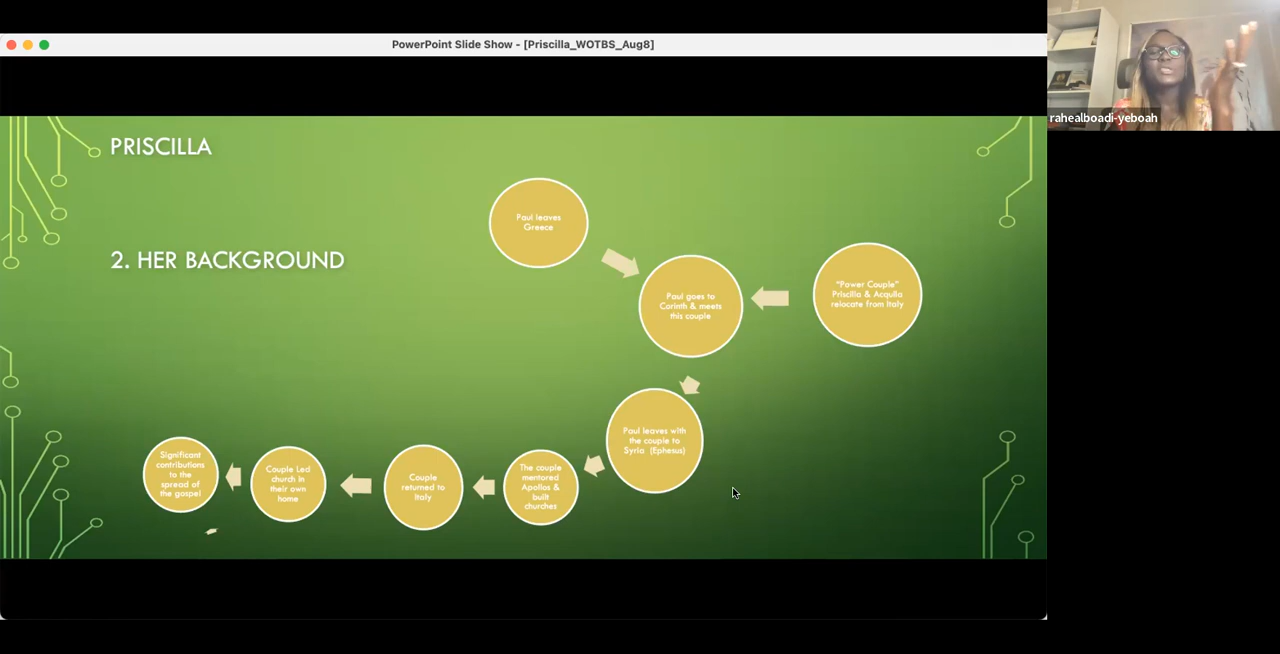 PowerPoint Slide Show - [Priscilla_WOTBS_Aug8]
rahealboadi-yeboah
PRISCILLA
2. HER BACKGROUND
Paul leaves
Greece
Paul goes to
Corinth & meets
this couple
"Power Couple"
Priscilla & Acquila
relocate from Italy
Paul leaves with
the couple to
Syria (Ephesus)
The couple
mentored
Apollos &
built
churches
Couple
returned to
Italy
Couple Led
church in
their own
home
Significant
contributions
to the
spread of
the gospel